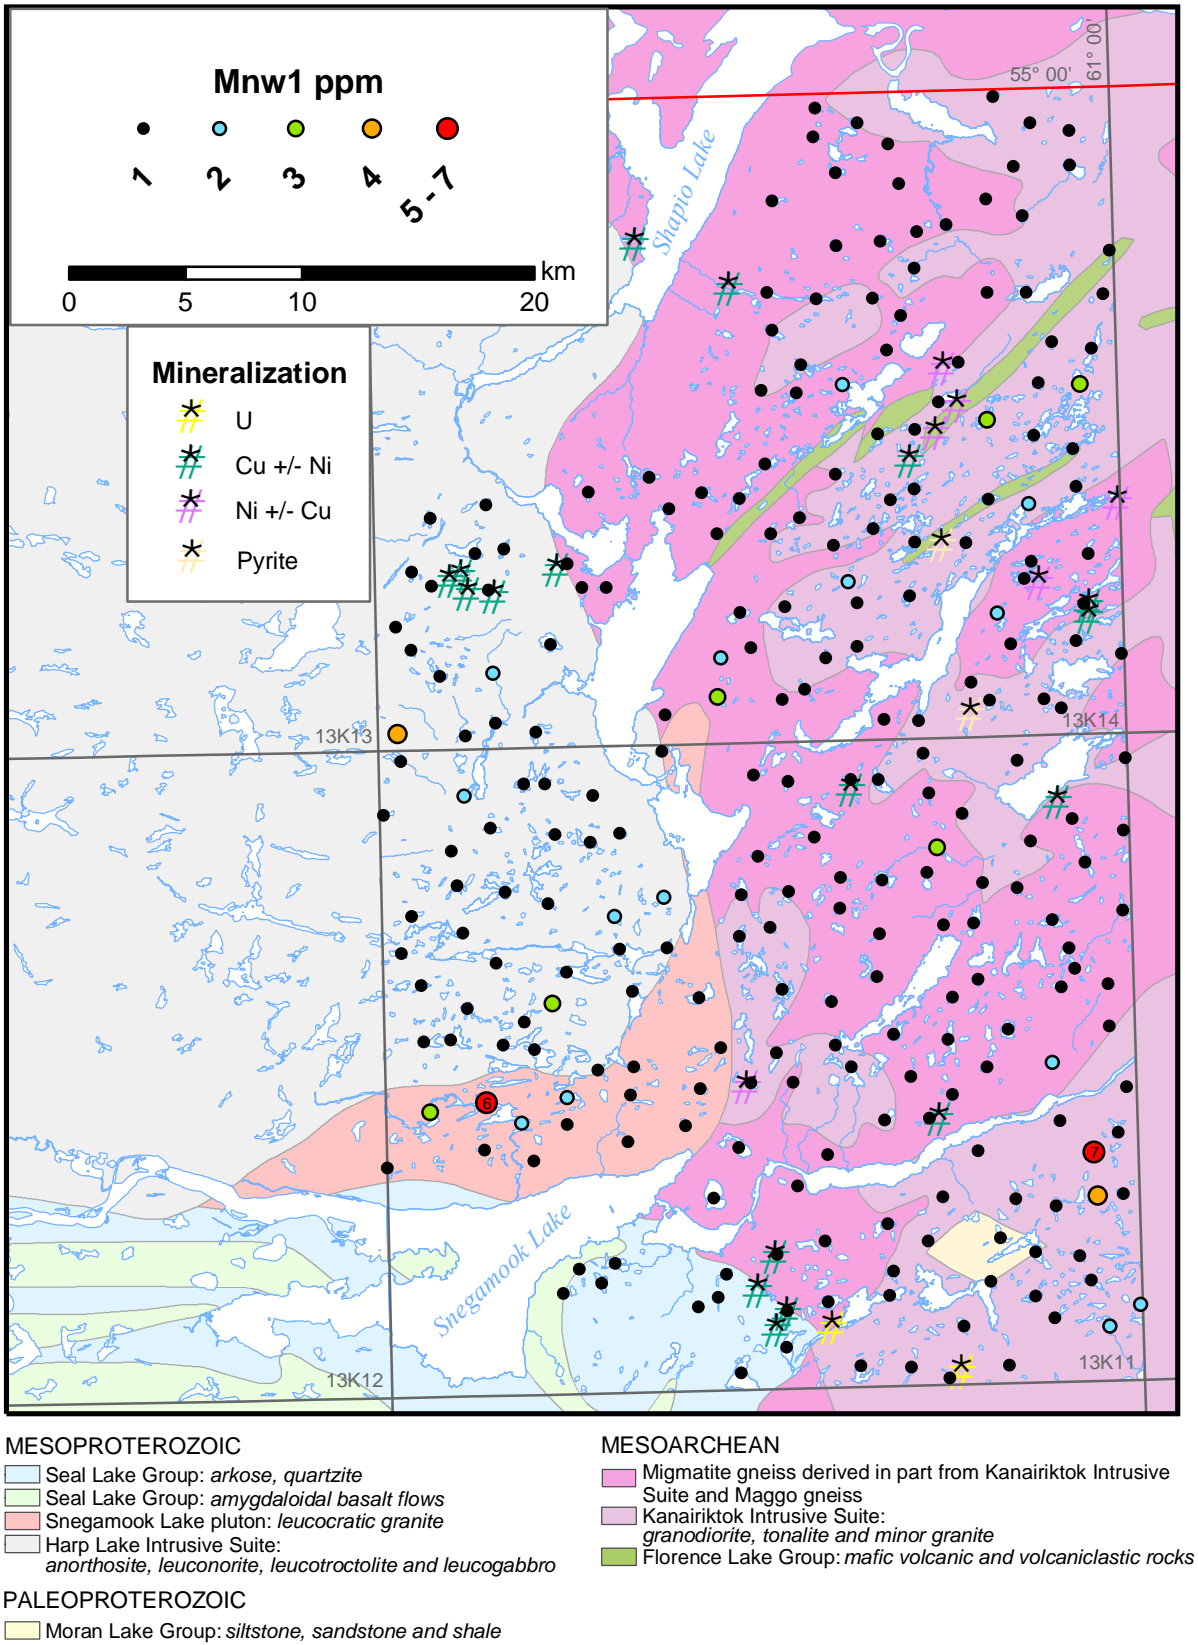 Mnw1 ppm
1
2
3
4
5 - 7
km
0
5
10
20
Mineralization
U
Cu +/- Ni
Ni +/- Cu
Pyrite
55° 00'
61° 00'
Shapio Lake
13K13
13K14
6
7
Snegamook Lake
13K12
13K11
MESOPROTEROZOIC
Seal Lake Group: arkose, quartzite
Seal Lake Group: amygdaloidal basalt flows
Snegamook Lake pluton: leucocratic granite
Harp Lake Intrusive Suite:
anorthosite, leuconorite, leucotroctolite and leucogabbro
PALEOPROTEROZOIC
Moran Lake Group: siltstone, sandstone and shale
MESOARCHEAN
Migmatite gneiss derived in part from Kanairiktok Intrusive
Suite and Maggo gneiss
Kanairiktok Intrusive Suite:
granodiorite, tonalite and minor granite
Florence Lake Group: mafic volcanic and volcaniclastic rocks